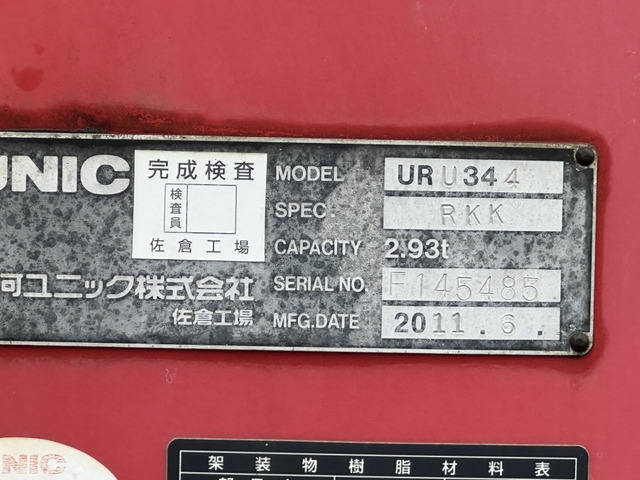 UNIC
完成検査
検査員
佐倉工場
MODEL URU344
SPEC. RKK
CAPACITY 2.93t
SERIAL NO. F145485
MFG.DATE 2011.6.
可ユニック株式会社
佐倉工場
NIC
架装物樹脂材料表